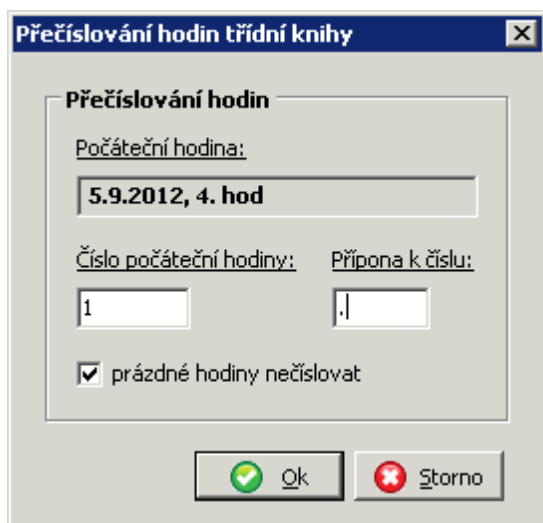 Přečíslování hodin třídní knihy
Přečíslování hodin
Počáteční hodina:
5.9.2012, 4. hod
Číslo počáteční hodiny: Přípona k číslu:
1 .
prázdné hodiny nečíslovat
Ok Storno